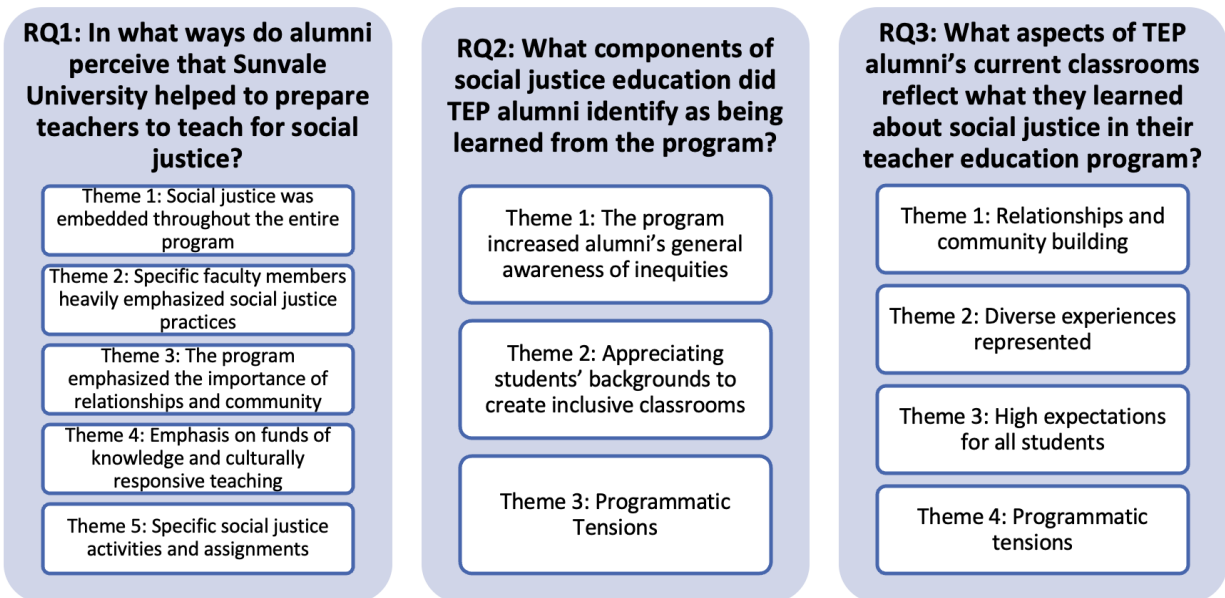 RQ1: In what ways do alumni
perceive that Sunvale
University helped to prepare
teachers to teach for social
justice?
Theme 1: Social justice was
embedded throughout the entire
program
Theme 2: Specific faculty members
heavily emphasized social justice
practices
Theme 3: The program
emphasized the importance of
relationships and community
Theme 4: Emphasis on funds of
knowledge and culturally
responsive teaching
Theme 5: Specific social justice
activities and assignments
RQ2: What components of
social justice education did
TEP alumni identify as being
learned from the program?
Theme 1: The program
increased alumni’s general
awareness of inequities
Theme 2: Appreciating
students’ backgrounds to
create inclusive classrooms
Theme 3: Programmatic
Tensions
RQ3: What aspects of TEP
alumni’s current classrooms
reflect what they learned
about social justice in their
teacher education program?
Theme 1: Relationships and
community building
Theme 2: Diverse experiences
represented
Theme 3: High expectations
for all students
Theme 4: Programmatic
tensions